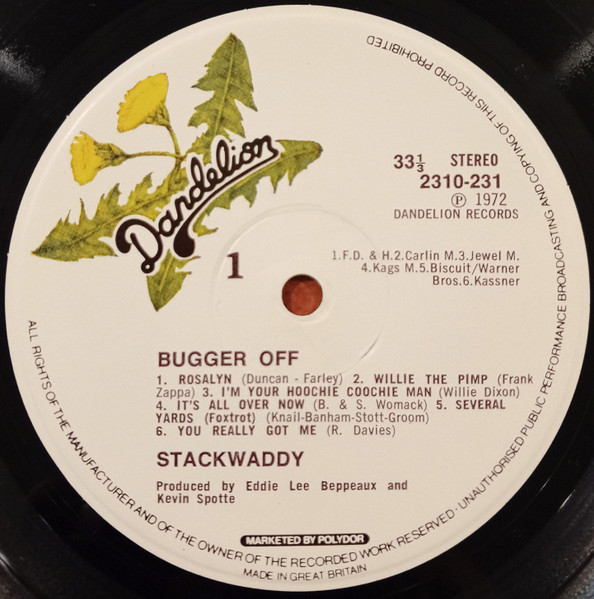 Dandelion
1
33⅓ STEREO
2310-231
Ⓟ 1972
DANDELION RECORDS
1.F.D. & H.2.Carlin M.3.Jewel M.
4.Kags M.5.Biscuit/Warner
Bros.6.Kassner
BUGGER OFF
1. ROSALYN (Duncan - Farley) 2. WILLIE THE PIMP (Frank
Zappa) 3. I'M YOUR HOOCHIE COOCHIE MAN (Willie Dixon)
4. IT'S ALL OVER NOW (B. & S. Womack) 5. SEVERAL
YARDS (Foxtrot) (Knail-Banham-Stott-Groom)
6. YOU REALLY GOT ME (R. Davies)
STACKWADDY
Produced by Eddie Lee Beppeaux and
Kevin Spotte
MARKETED BY POLYDOR
ALL RIGHTS OF THE MANUFACTURER AND OF THE OWNER OF THE RECORDED WORK RESERVED - UNAUTHORISED PUBLIC PERFORMANCE BROADCASTING AND COPYING OF THIS RECORD PROHIBITED
MADE IN GREAT BRITAIN